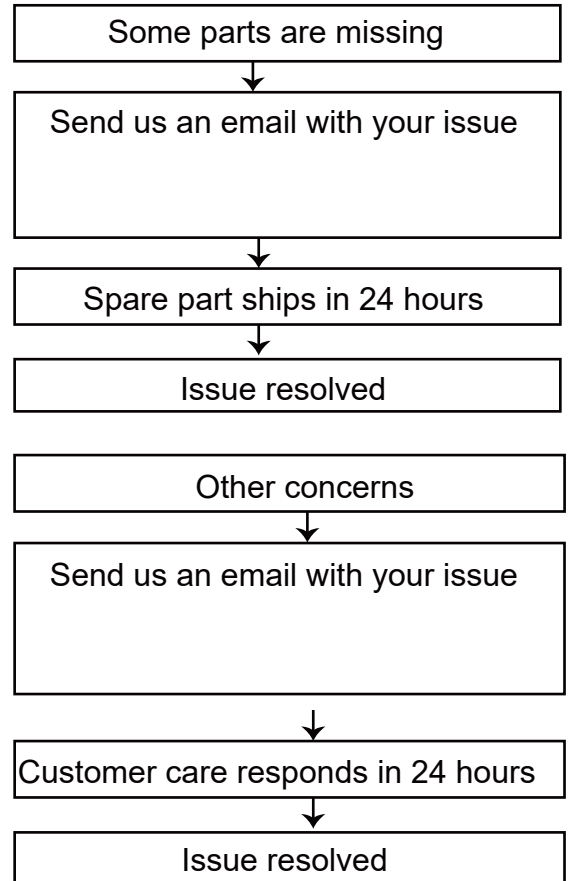 Some parts are missing
Send us an email with your issue
Spare part ships in 24 hours
Issue resolved
Other concerns
Send us an email with your issue
Customer care responds in 24 hours
Issue resolved